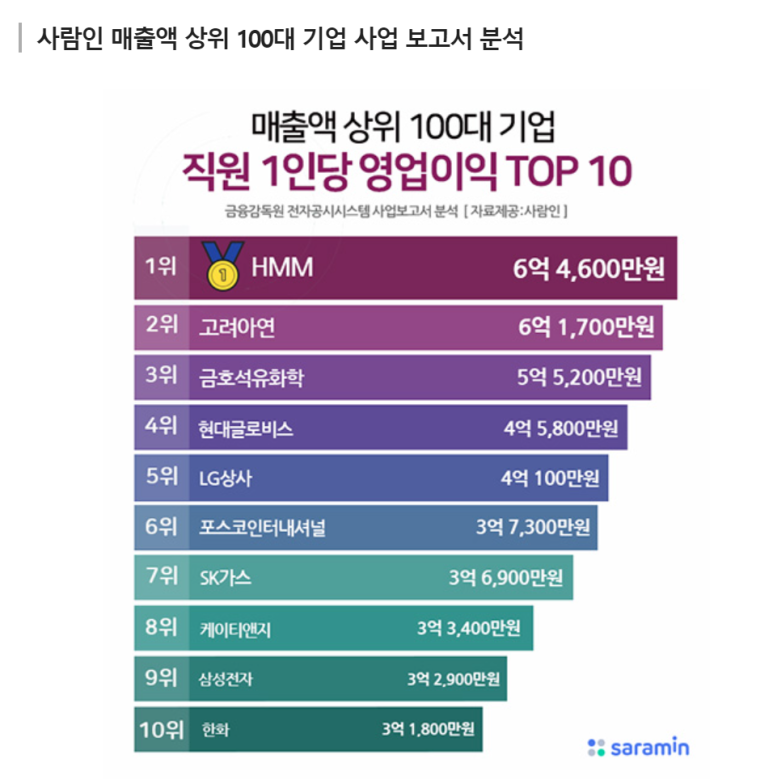 사람인 매출액 상위 100대 기업 사업 보고서 분석
매출액 상위 100대 기업
직원 1인당 영업이익 TOP 10
금융감독원 전자공시시스템 사업보고서 분석 [ 자료제공:사람인 ]
1위 1 HMM 6억 4,600만원
2위 고려아연 6억 1,700만원
3위 금호석유화학 5억 5,200만원
4위 현대글로비스 4억 5,800만원
5위 LG상사 4억 100만원
6위 포스코인터내셔널 3억 7,300만원
7위 SK가스 3억 6,900만원
8위 케이티앤지 3억 3,400만원
9위 삼성전자 3억 2,900만원
10위 한화 3억 1,800만원
saramin